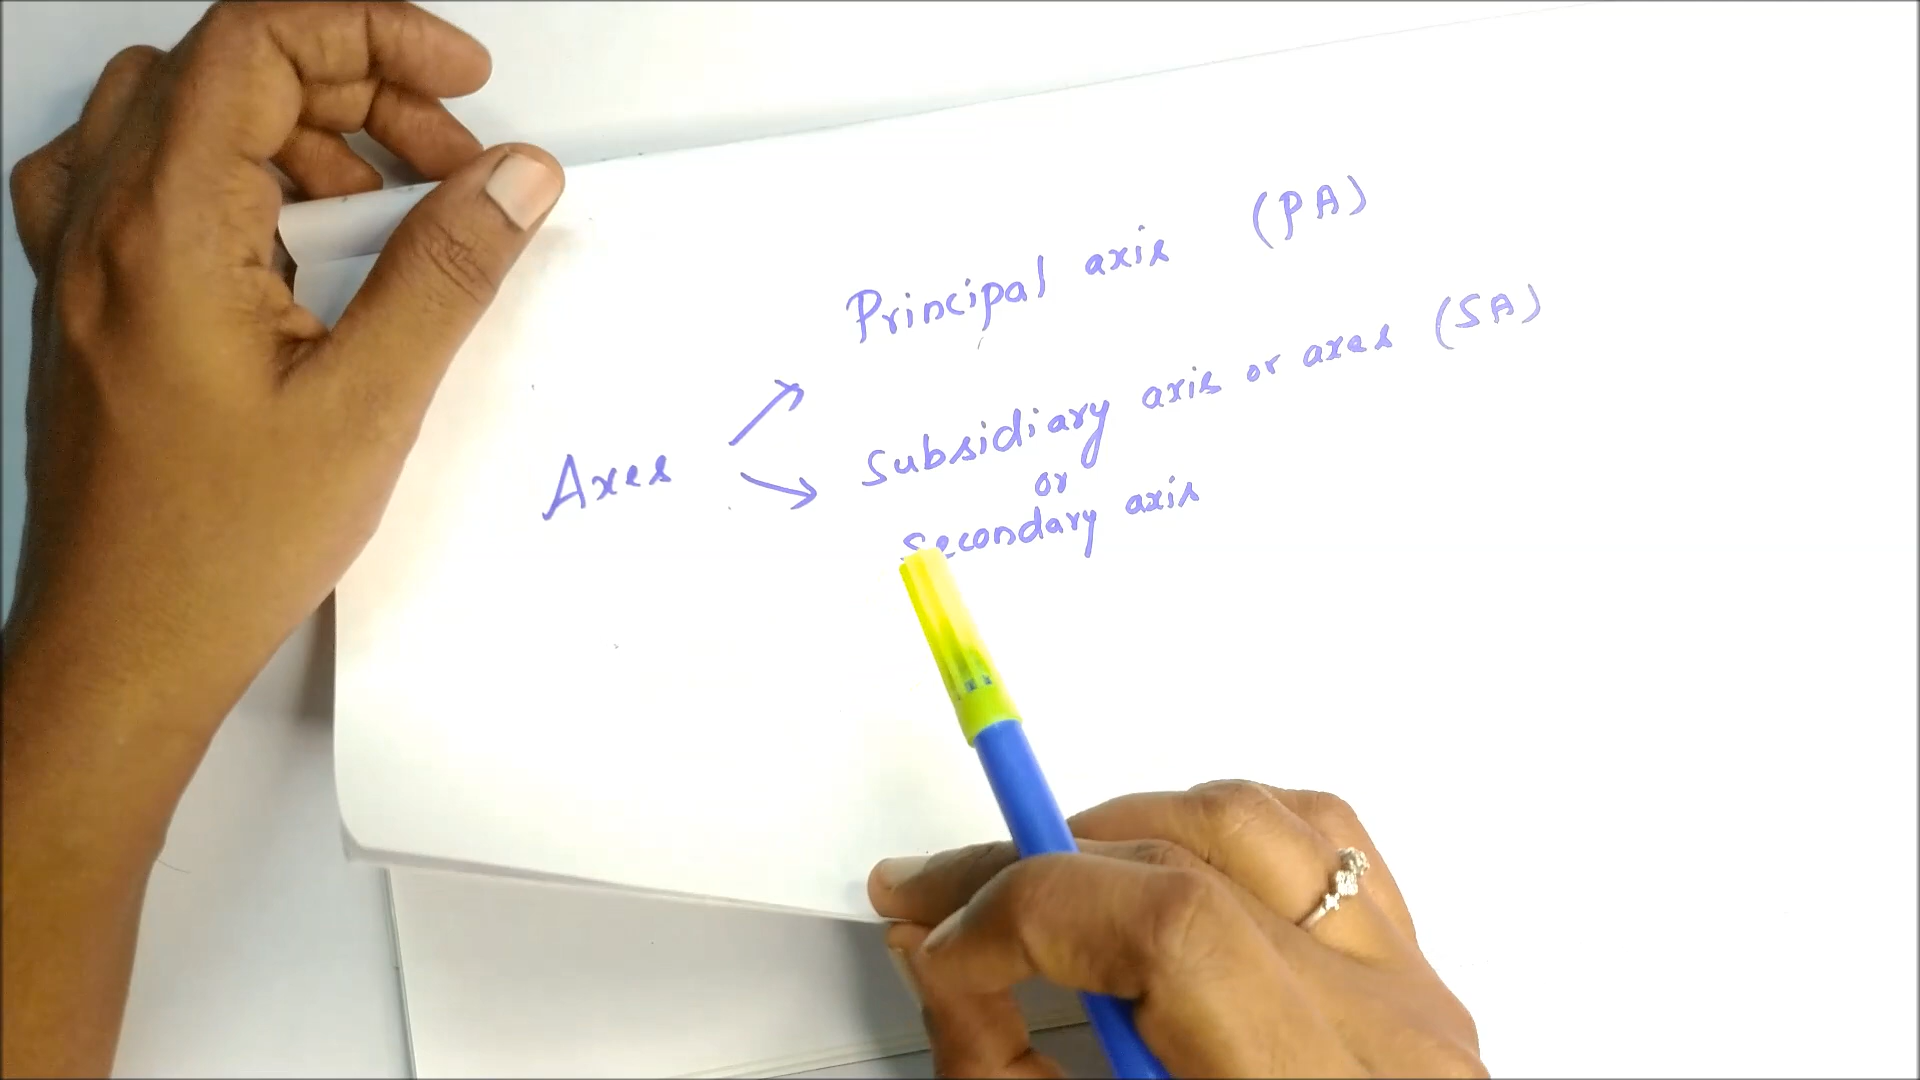 Principal axis (PA)
Axes
Subsidiary axis or axes (SA)
or
Secondary axis